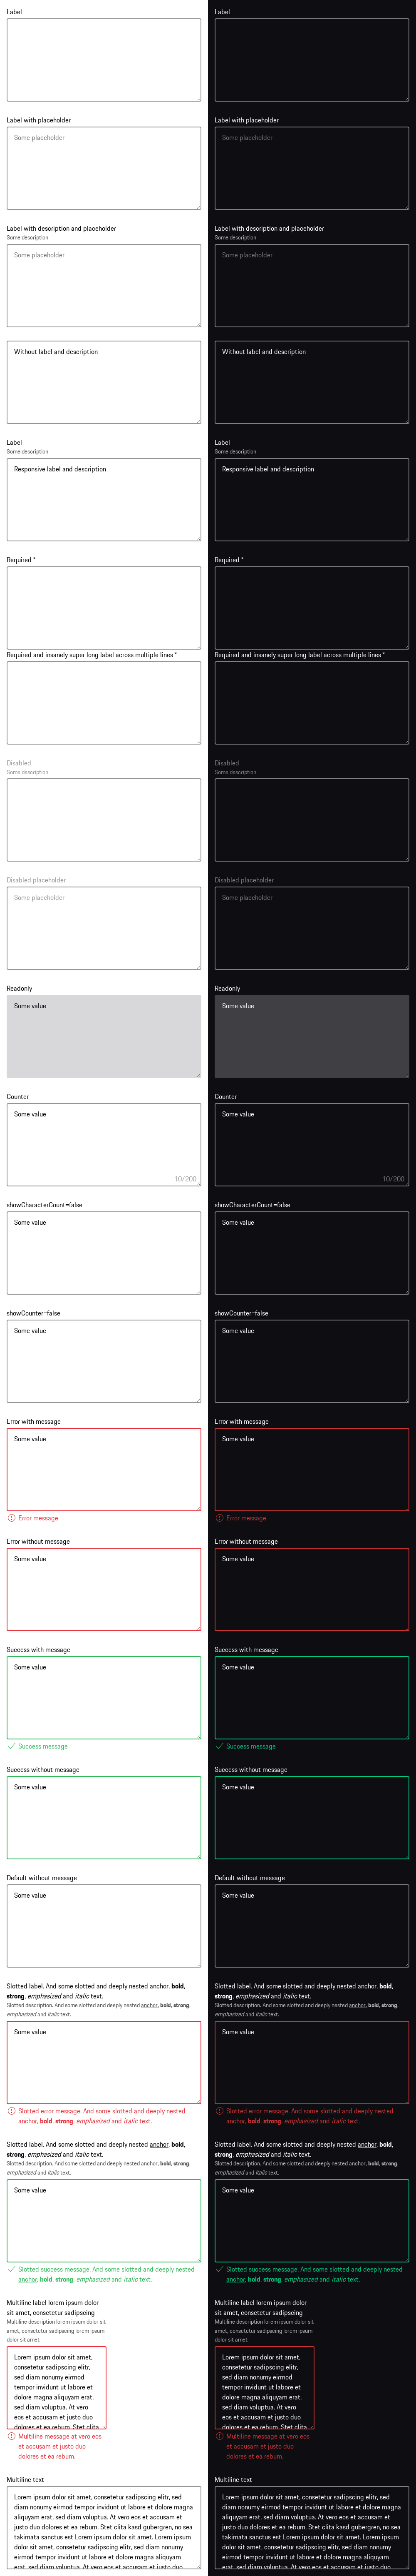 Label
Label with placeholder
Some placeholder
Label with description and placeholder
Some description
Some placeholder
Without label and description
Label
Some description
Responsive label and description
Required *
Required and insanely super long label across multiple lines *
Disabled
Some description
Disabled placeholder
Some placeholder
Readonly
Some value
Counter
Some value
10/200
showCharacterCount=false
Some value
showCounter=false
Some value
Error with message
Some value
Error message
Error without message
Some value
Success with message
Some value
Success message
Success without message
Some value
Default without message
Some value
Slotted label. And some slotted and deeply nested anchor, bold,
strong, emphasized and italic text.
Slotted description. And some slotted and deeply nested anchor, bold, strong,
emphasized and italic text.
Some value
Slotted error message. And some slotted and deeply nested
anchor, bold, strong, emphasized and italic text.
Slotted label. And some slotted and deeply nested anchor, bold,
strong, emphasized and italic text.
Slotted description. And some slotted and deeply nested anchor, bold, strong,
emphasized and italic text.
Some value
Slotted success message. And some slotted and deeply nested
anchor, bold, strong, emphasized and italic text.
Multiline label lorem ipsum dolor
sit amet, consetetur sadipscing
Multiline description lorem ipsum dolor sit
amet, consetetur sadipscing lorem ipsum
dolor sit amet
Lorem ipsum dolor sit amet,
consetetur sadipscing elitr,
sed diam nonumy eirmod
tempor invidunt ut labore et
dolore magna aliquyam erat,
sed diam voluptua. At vero
eos et accusam et justo duo
dolores et ea rebum. Stet clita
Multiline message at vero eos
et accusam et justo duo
dolores et ea rebum.
Multiline text
Lorem ipsum dolor sit amet, consetetur sadipscing elitr, sed
diam nonumy eirmod tempor invidunt ut labore et dolore magna
aliquyam erat, sed diam voluptua. At vero eos et accusam et
justo duo dolores et ea rebum. Stet clita kasd gubergren, no sea
takimata sanctus est Lorem ipsum dolor sit amet. Lorem ipsum
dolor sit amet, consetetur sadipscing elitr, sed diam nonumy
eirmod tempor invidunt ut labore et dolore magna aliquyam
erat, sed diam voluptua. At vero eos et accusam et justo duo
Label
Label with placeholder
Some placeholder
Label with description and placeholder
Some description
Some placeholder
Without label and description
Label
Some description
Responsive label and description
Required *
Required and insanely super long label across multiple lines *
Disabled
Some description
Disabled placeholder
Some placeholder
Readonly
Some value
Counter
Some value
10/200
showCharacterCount=false
Some value
showCounter=false
Some value
Error with message
Some value
Error message
Error without message
Some value
Success with message
Some value
Success message
Success without message
Some value
Default without message
Some value
Slotted label. And some slotted and deeply nested anchor, bold,
strong, emphasized and italic text.
Slotted description. And some slotted and deeply nested anchor, bold, strong,
emphasized and italic text.
Some value
Slotted error message. And some slotted and deeply nested
anchor, bold, strong, emphasized and italic text.
Slotted label. And some slotted and deeply nested anchor, bold,
strong, emphasized and italic text.
Slotted description. And some slotted and deeply nested anchor, bold, strong,
emphasized and italic text.
Some value
Slotted success message. And some slotted and deeply nested
anchor, bold, strong, emphasized and italic text.
Multiline label lorem ipsum dolor
sit amet, consetetur sadipscing
Multiline description lorem ipsum dolor sit
amet, consetetur sadipscing lorem ipsum
dolor sit amet
Lorem ipsum dolor sit amet,
consetetur sadipscing elitr,
sed diam nonumy eirmod
tempor invidunt ut labore et
dolore magna aliquyam erat,
sed diam voluptua. At vero
eos et accusam et justo duo
dolores et ea rebum. Stet clita
Multiline message at vero eos
et accusam et justo duo
dolores et ea rebum.
Multiline text
Lorem ipsum dolor sit amet, consetetur sadipscing elitr, sed
diam nonumy eirmod tempor invidunt ut labore et dolore magna
aliquyam erat, sed diam voluptua. At vero eos et accusam et
justo duo dolores et ea rebum. Stet clita kasd gubergren, no sea
takimata sanctus est Lorem ipsum dolor sit amet. Lorem ipsum
dolor sit amet, consetetur sadipscing elitr, sed diam nonumy
eirmod tempor invidunt ut labore et dolore magna aliquyam
erat, sed diam voluptua. At vero eos et accusam et justo duo